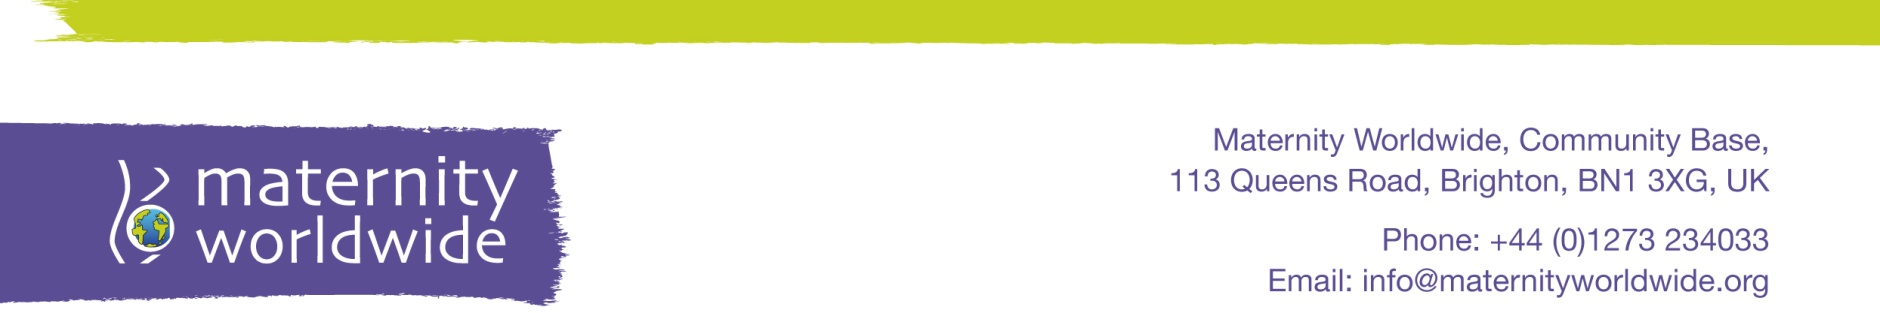 maternity
worldwide
Maternity Worldwide, Community Base,
113 Queens Road, Brighton, BN1 3XG, UK
Phone: +44 (0)1273 234033
Email: info@maternityworldwide.org